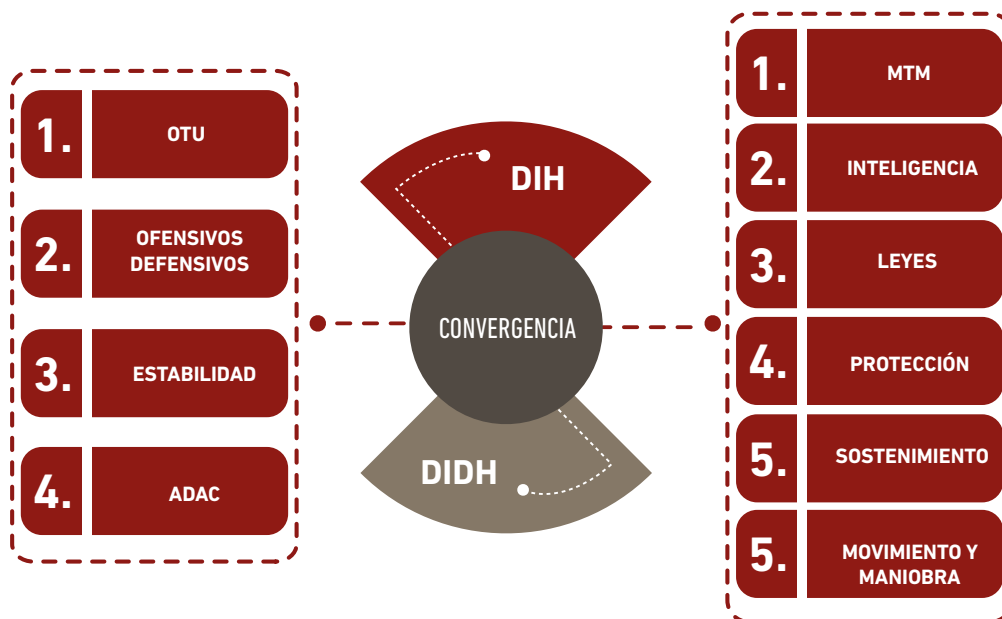 1.
OTU
2.
OFENSIVOS
DEFENSIVOS
3.
ESTABILIDAD
4.
ADAC
DIH
CONVERGENCIA
DIDH
1.
MTM
2.
INTELIGENCIA
3.
LEYES
4.
PROTECCIÓN
5.
SOSTENIMIENTO
5.
MOVIMIENTO Y
MANIOBRA